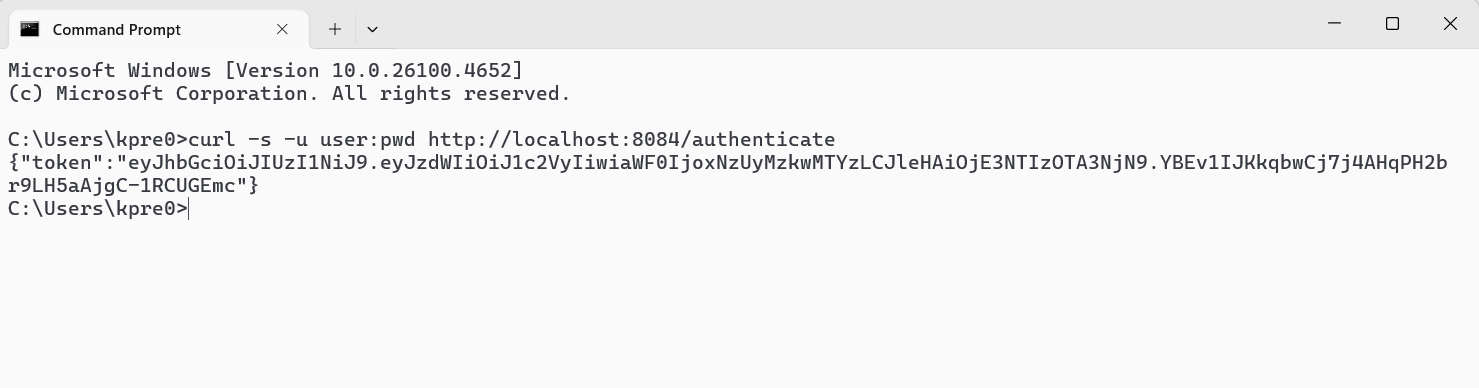 Command Prompt
Microsoft Windows [Version 10.0.26100.4652]
(c) Microsoft Corporation. All rights reserved.
C:\Users\kpre0>curl -s -u user:pwd http://localhost:8084/authenticate
{"token":"eyJhbGciOiJIUzI1NiJ9.eyJzdWIiOiJ1c2VyIiwiaWF0IjoxNzUyMzkwMTYzLCJleHAiOjE3NTIzOTA3NjN9.YBEv1IJKkqbwCj7j4AHqPH2b
r9LH5aAjgC-1RCUGEmc"}
C:\Users\kpre0>